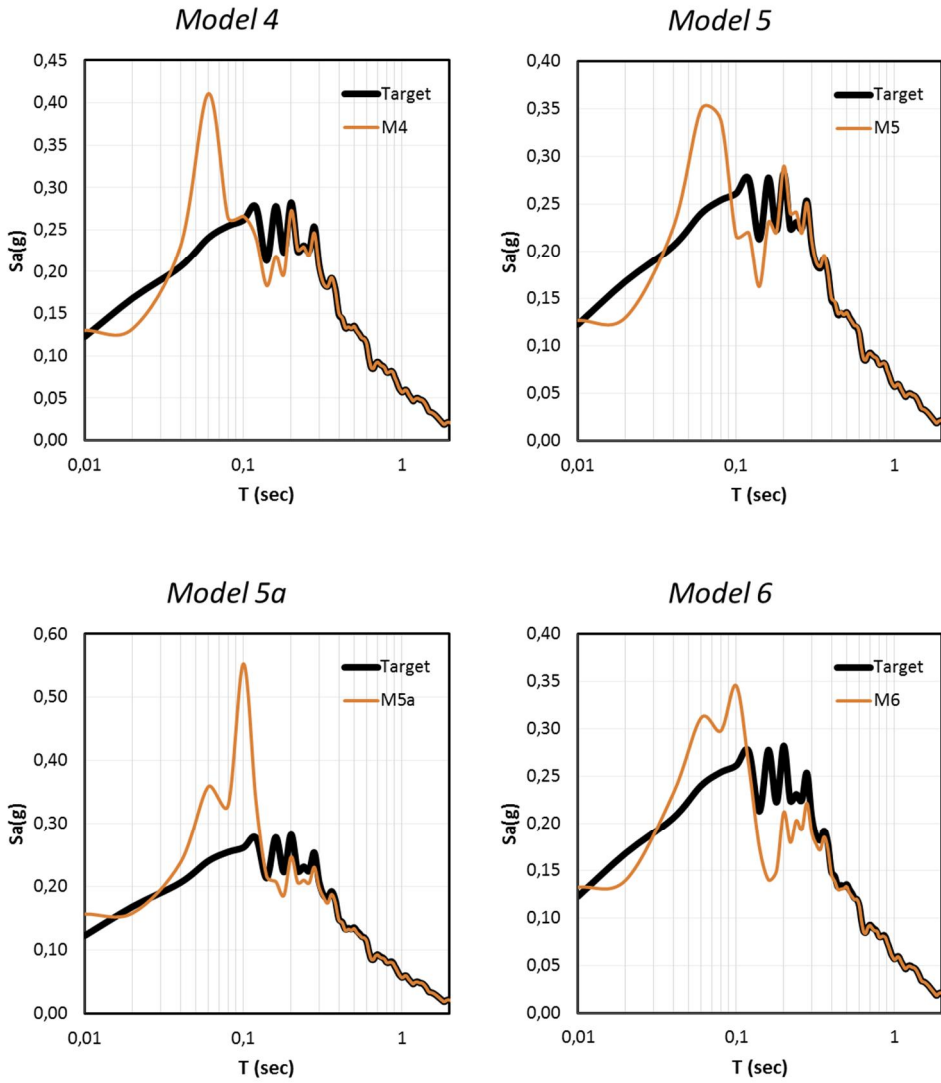 Model 4
0,45
0,40
0,35
0,30
0,25
0,20
0,15
0,10
0,05
0,00
Sa(g)
Target
M4
0,01
0,1
1
T (sec)
Model 5
0,40
0,35
0,30
0,25
0,20
0,15
0,10
0,05
0,00
Sa(g)
Target
M5
0,01
0,1
1
T (sec)
Model 5a
0,60
0,50
0,40
0,30
0,20
0,10
0,00
Sa(g)
Target
M5a
0,01
0,1
1
T (sec)
Model 6
0,40
0,35
0,30
0,25
0,20
0,15
0,10
0,05
0,00
Sa(g)
Target
M6
0,01
0,1
1
T (sec)